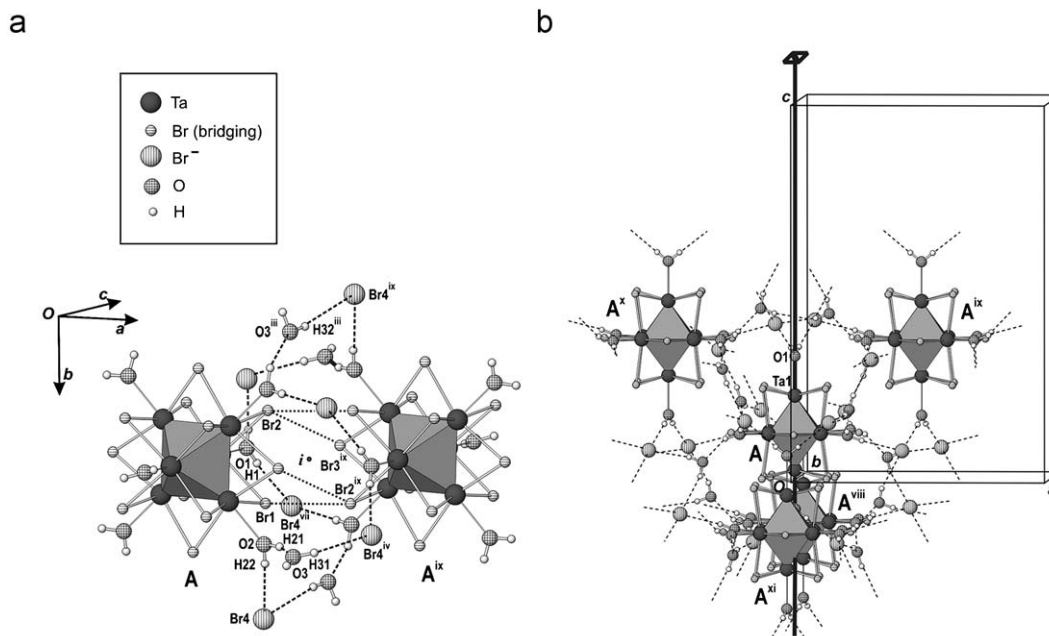 a
Ta
Br (bridging)
Br⁻
O
H
O
c
a
b
Br4ⁱˣ
O3ⁱⁱⁱ
H32ⁱⁱⁱ
Br2
i
Br3ⁱˣ
O1
H1
Br2ⁱˣ
Br1
Br4ᵛⁱⁱ
H21
O2
H22
O3
H31
Br4ⁱᵛ
A
Aⁱˣ
Br4
b
c
Aˣ
Aⁱˣ
O1
Ta1
A
b
O
Aᵛⁱⁱⁱ
Aˣⁱ